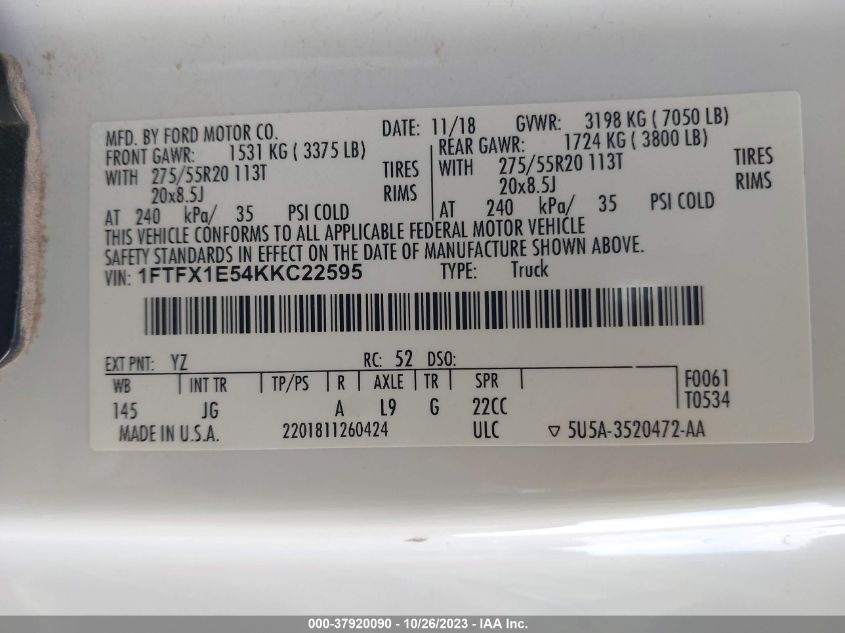 MFD. BY FORD MOTOR CO. DATE: 11/18 GVWR: 3198 KG ( 7050 LB)
FRONT GAWR: 1531 KG ( 3375 LB) REAR GAWR: 1724 KG ( 3800 LB)
WITH 275/55R20 113T TIRES WITH 275/55R20 113T TIRES
20x8.5J RIMS 20x8.5J RIMS
AT 240 kPa/ 35 PSI COLD AT 240 kPa/ 35 PSI COLD
THIS VEHICLE CONFORMS TO ALL APPLICABLE FEDERAL MOTOR VEHICLE
SAFETY STANDARDS IN EFFECT ON THE DATE OF MANUFACTURE SHOWN ABOVE.
VIN: 1FTFX1E54KKC22595 TYPE: Truck
EXT PNT: YZ RC: 52 DSO:
WB INT TR TP/PS R AXLE TR SPR F0061
145 JG A L9 G 22CC T0534
MADE IN U.S.A. 2201811260424 ULC ▽ 5U5A-3520472-AA
000-37920090 - 10/26/2023 - IAA Inc.